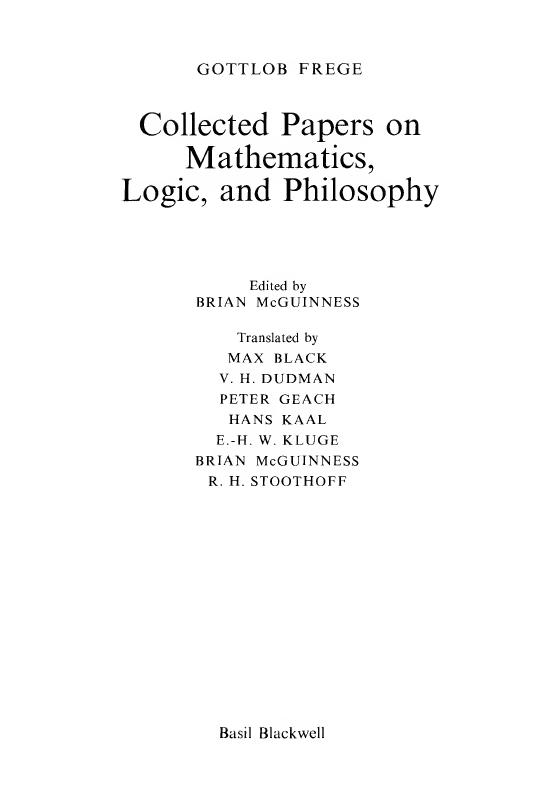 GOTTLOB FREGE
Collected Papers on
Mathematics,
Logic, and Philosophy
Edited by
BRIAN McGUINNESS
Translated by
MAX BLACK
V. H. DUDMAN
PETER GEACH
HANS KAAL
E.-H. W. KLUGE
BRIAN McGUINNESS
R. H. STOOTHOFF
Basil Blackwell